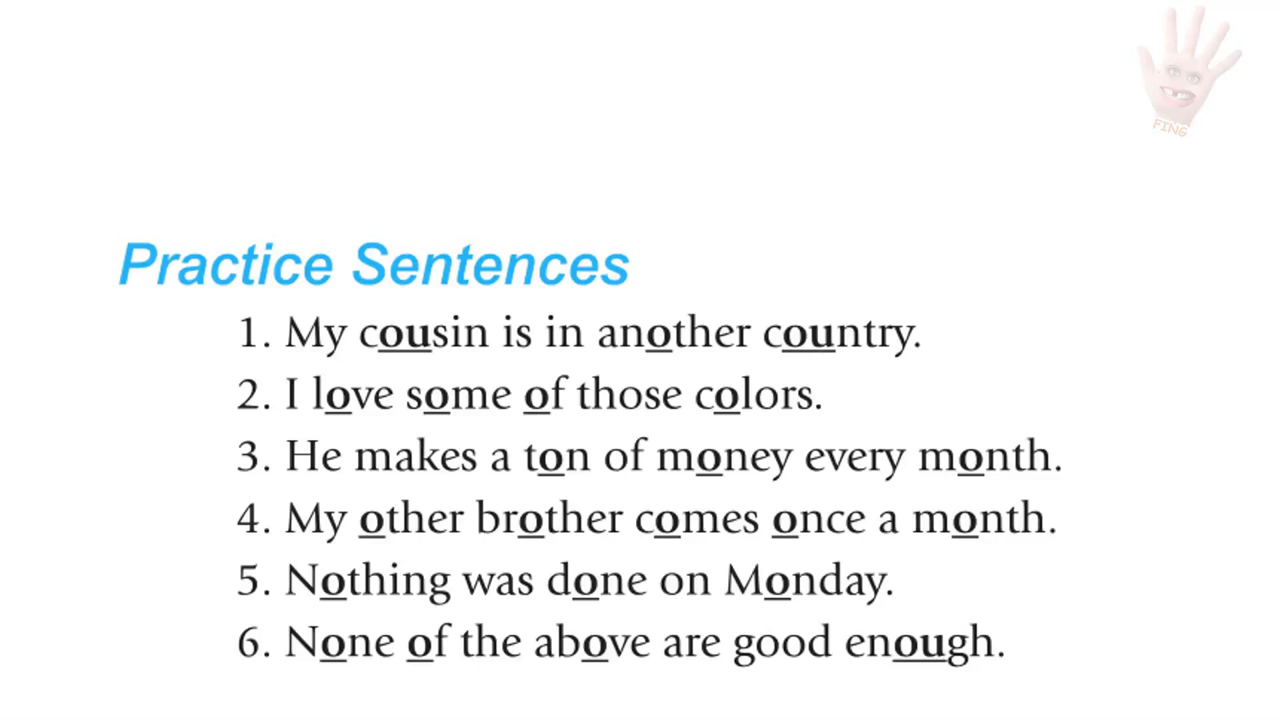 FING
Practice Sentences
1. My cousin is in another country.
2. I love some of those colors.
3. He makes a ton of money every month.
4. My other brother comes once a month.
5. Nothing was done on Monday.
6. None of the above are good enough.